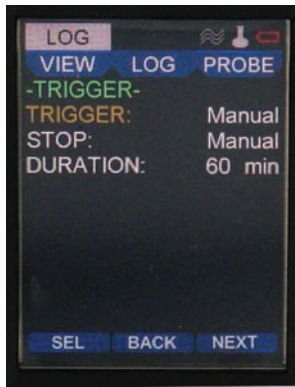 LOG
VIEW LOG PROBE
-TRIGGER-
TRIGGER: Manual
STOP: Manual
DURATION: 60 min
SEL BACK NEXT